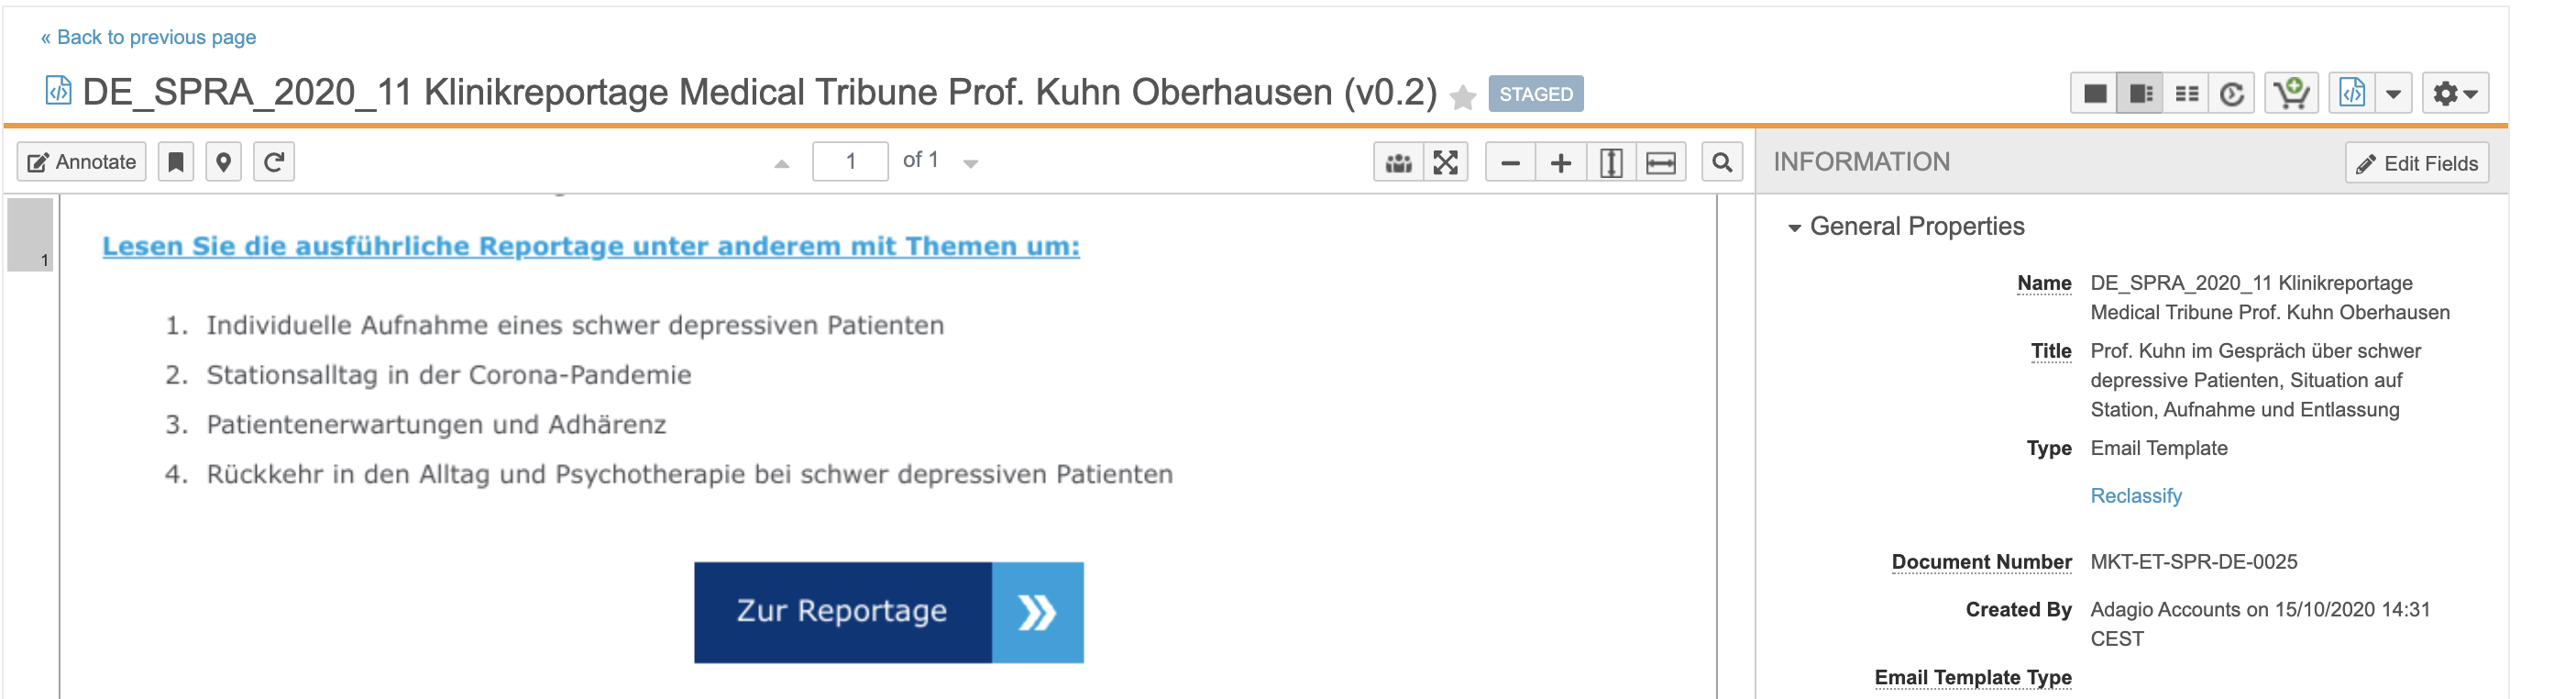 « Back to previous page
DE_SPRA_2020_11 Klinikreportage Medical Tribune Prof. Kuhn Oberhausen (v0.2) STAGED
Annotate
1 of 1
INFORMATION
Edit Fields
1
Lesen Sie die ausführliche Reportage unter anderem mit Themen um:
1. Individuelle Aufnahme eines schwer depressiven Patienten
2. Stationsalltag in der Corona-Pandemie
3. Patientenerwartungen und Adhärenz
4. Rückkehr in den Alltag und Psychotherapie bei schwer depressiven Patienten
Zur Reportage
General Properties
Name DE_SPRA_2020_11 Klinikreportage
Medical Tribune Prof. Kuhn Oberhausen
Title Prof. Kuhn im Gespräch über schwer
depressive Patienten, Situation auf
Station, Aufnahme und Entlassung
Type Email Template
Reclassify
Document Number MKT-ET-SPR-DE-0025
Created By Adagio Accounts on 15/10/2020 14:31
CEST
Email Template Type